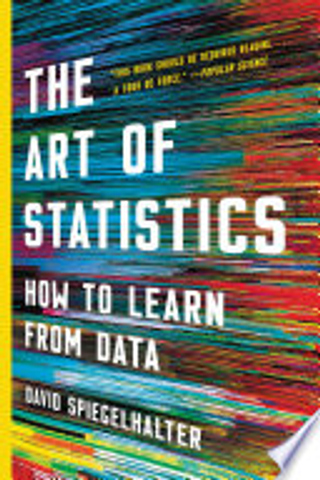 "THIS BOOK SHOULD BE REQUIRED READING.
A TOUR DE FORCE." —POPULAR SCIENCE
THE
ART OF
STATISTICS
HOW TO LEARN
FROM DATA
DAVID SPIEGELHALTER